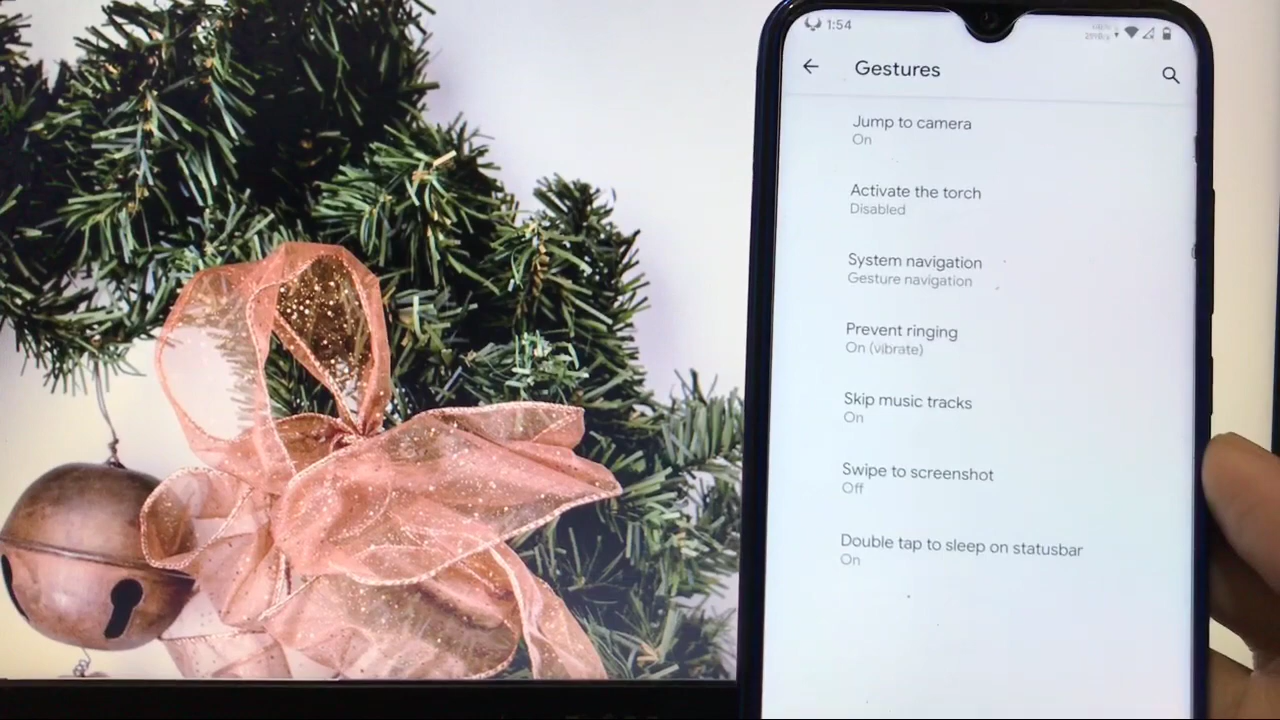 1:54
Gestures
Jump to camera
On
Activate the torch
Disabled
System navigation
Gesture navigation
Prevent ringing
On (vibrate)
Skip music tracks
On
Swipe to screenshot
Off
Double tap to sleep on statusbar
On